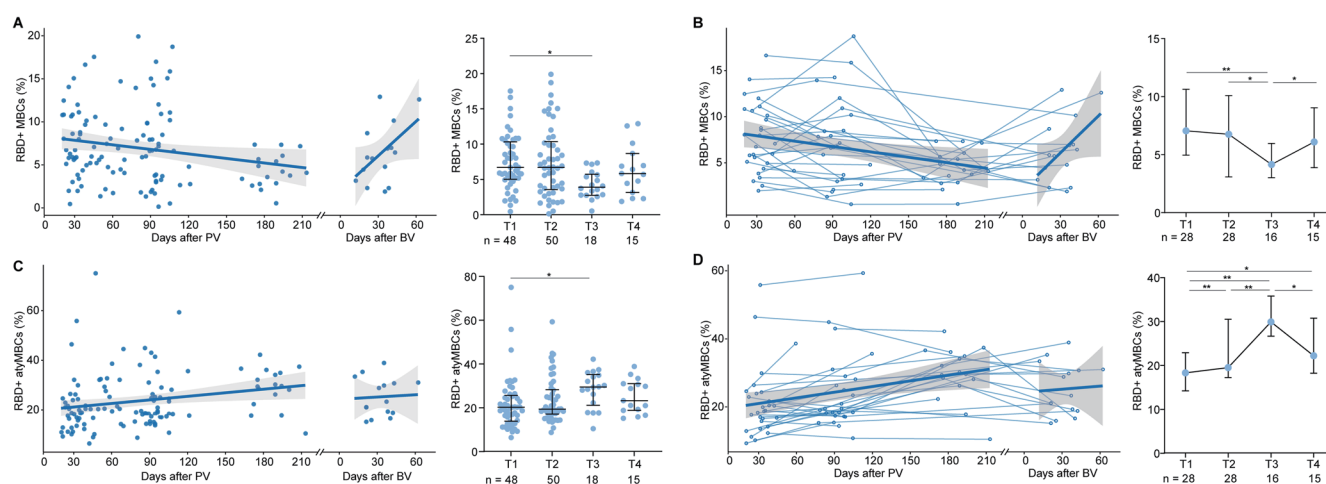 A
RBD+ MBCs (%)
20
15
10
5
0
0
30
60
90
120
150
180
210
0
30
60
Days after PV
Days after BV
RBD+ MBCs (%)
20
15
10
5
0
*
T1
T2
T3
T4
n = 48
50
18
15
B
RBD+ MBCs (%)
15
10
5
0
30
60
90
120
150
180
210
0
30
60
Days after PV
Days after BV
RBD+ MBCs (%)
15
10
5
0
**
*
*
T1
T2
T3
T4
n = 28
28
16
15
C
RBD+ atyMBCs (%)
60
40
20
0
30
60
90
120
150
180
210
0
30
60
Days after PV
Days after BV
RBD+ atyMBCs (%)
80
60
40
20
0
*
T1
T2
T3
T4
n = 48
50
18
15
D
RBD+ atyMBCs (%)
60
40
20
0
30
60
90
120
150
180
210
0
30
60
Days after PV
Days after BV
RBD+ atyMBCs (%)
40
30
20
10
0
*
**
**
**
*
T1
T2
T3
T4
n = 28
28
16
15